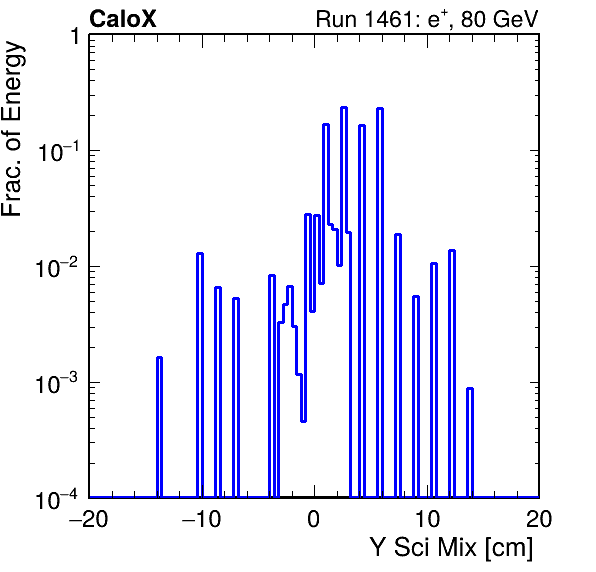 CaloX Run 1461: e⁺, 80 GeV
Frac. of Energy
1
10⁻¹
10⁻²
10⁻³
10⁻⁴
−20 −10 0 10 20
Y Sci Mix [cm]